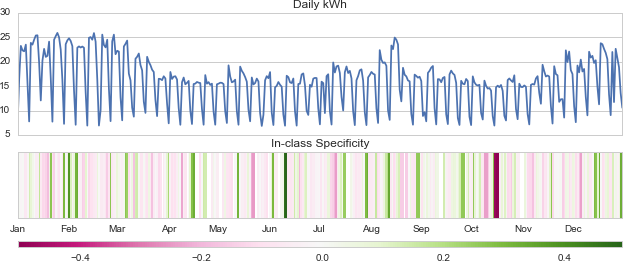 Daily kWh
30
25
20
15
10
5
In-class Specificity
Jan Feb Mar Apr May Jun Jul Aug Sep Oct Nov Dec
−0.4 −0.2 0.0 0.2 0.4